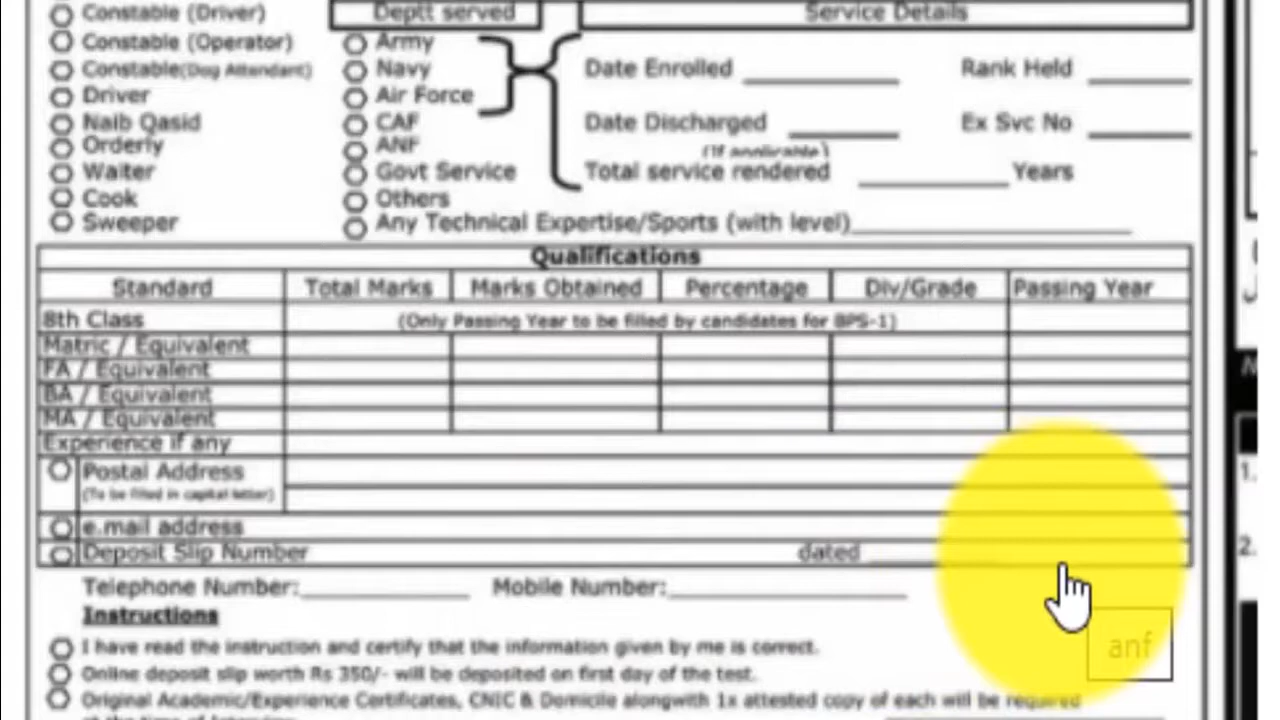 Constable (Driver)
Deptt served
Service Details
Constable (Operator)
Army
Constable(Dog Attendant)
Navy
Date Enrolled
Rank Held
Driver
Air Force
Naib Qasid
CAF
Date Discharged
Ex Svc No
Orderly
ANF
(If applicable)
Waiter
Govt Service
Total service rendered
Years
Cook
Others
Sweeper
Any Technical Expertise/Sports (with level)
Qualifications
Standard Total Marks Marks Obtained Percentage Div/Grade Passing Year
8th Class (Only Passing Year to be filled by candidates for BPS-1)
Matric / Equivalent
FA / Equivalent
BA / Equivalent
MA / Equivalent
Experience if any
Postal Address
(To be filled in capital letter)
e.mail address
Deposit Slip Number dated
Telephone Number: Mobile Number:
Instructions
I have read the instruction and certify that the information given by me is correct.
anf
Online deposit slip worth Rs 350/- will be deposited on first day of the test.
Original Academic/Experience Certificates, CNIC & Domicile alongwith 1x attested copy of each will be required
at the time of Interview
1.
2.